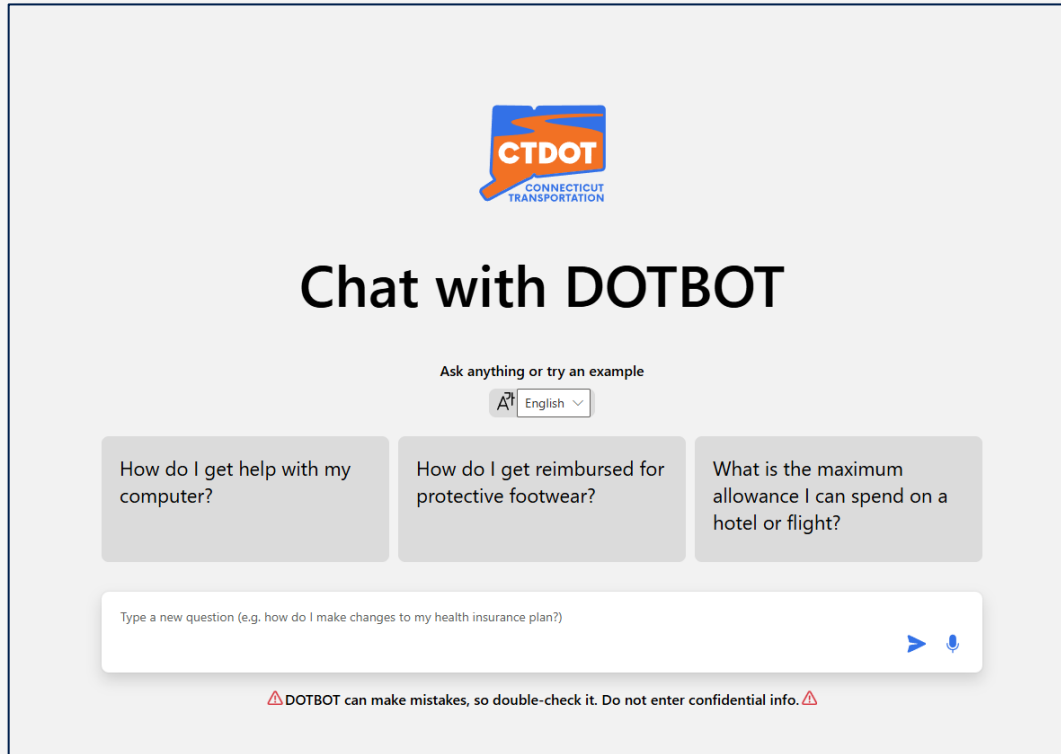 CTDOT
CONNECTICUT
TRANSPORTATION
Chat with DOTBOT
Ask anything or try an example
English
How do I get help with my
computer?
How do I get reimbursed for
protective footwear?
What is the maximum
allowance I can spend on a
hotel or flight?
Type a new question (e.g. how do I make changes to my health insurance plan?)
DOTBOT can make mistakes, so double-check it. Do not enter confidential info.